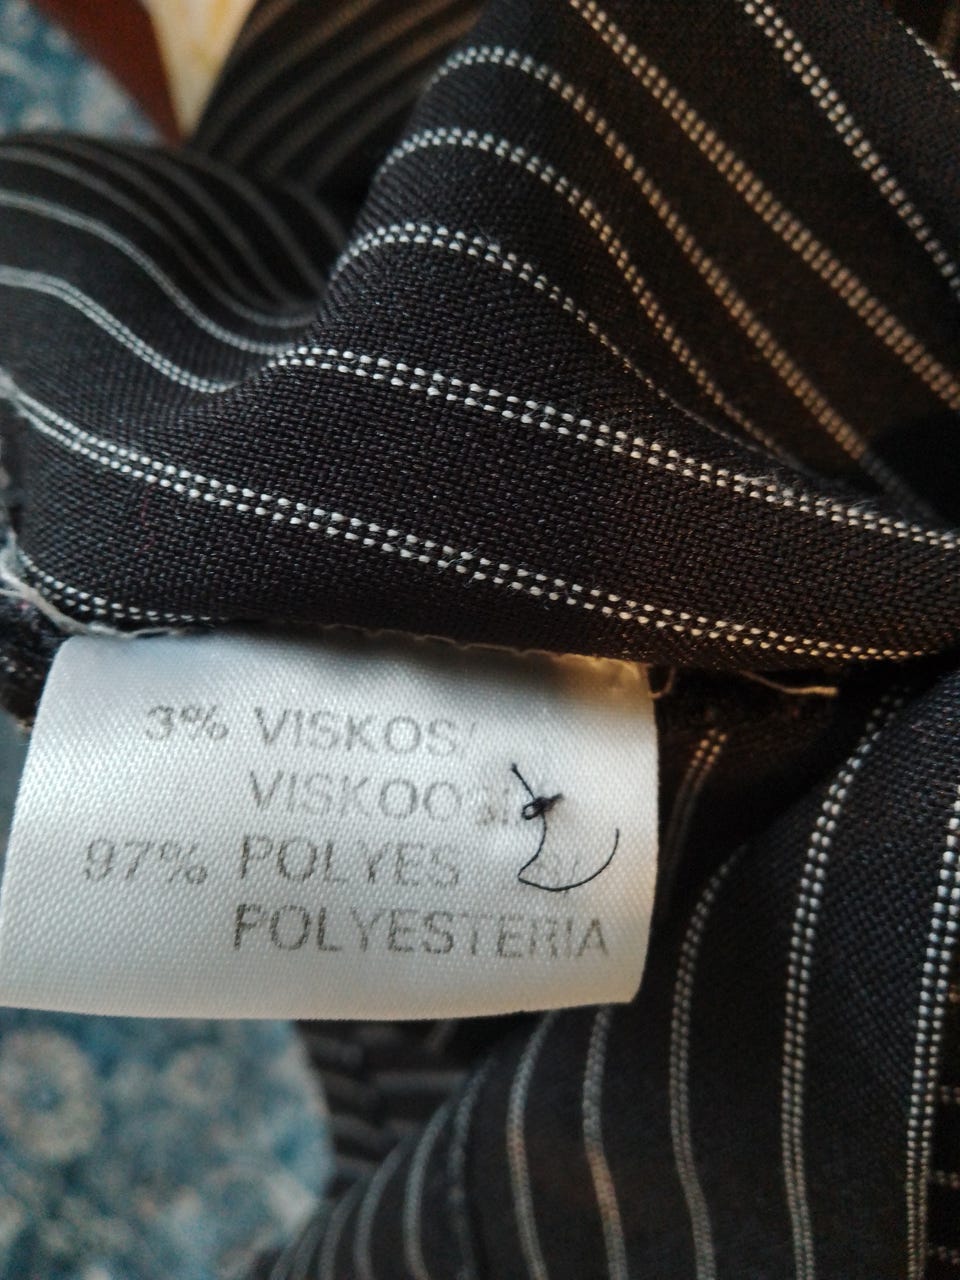 3% VISKOS
VISKOO
97% POLYES
POLYESTERIA